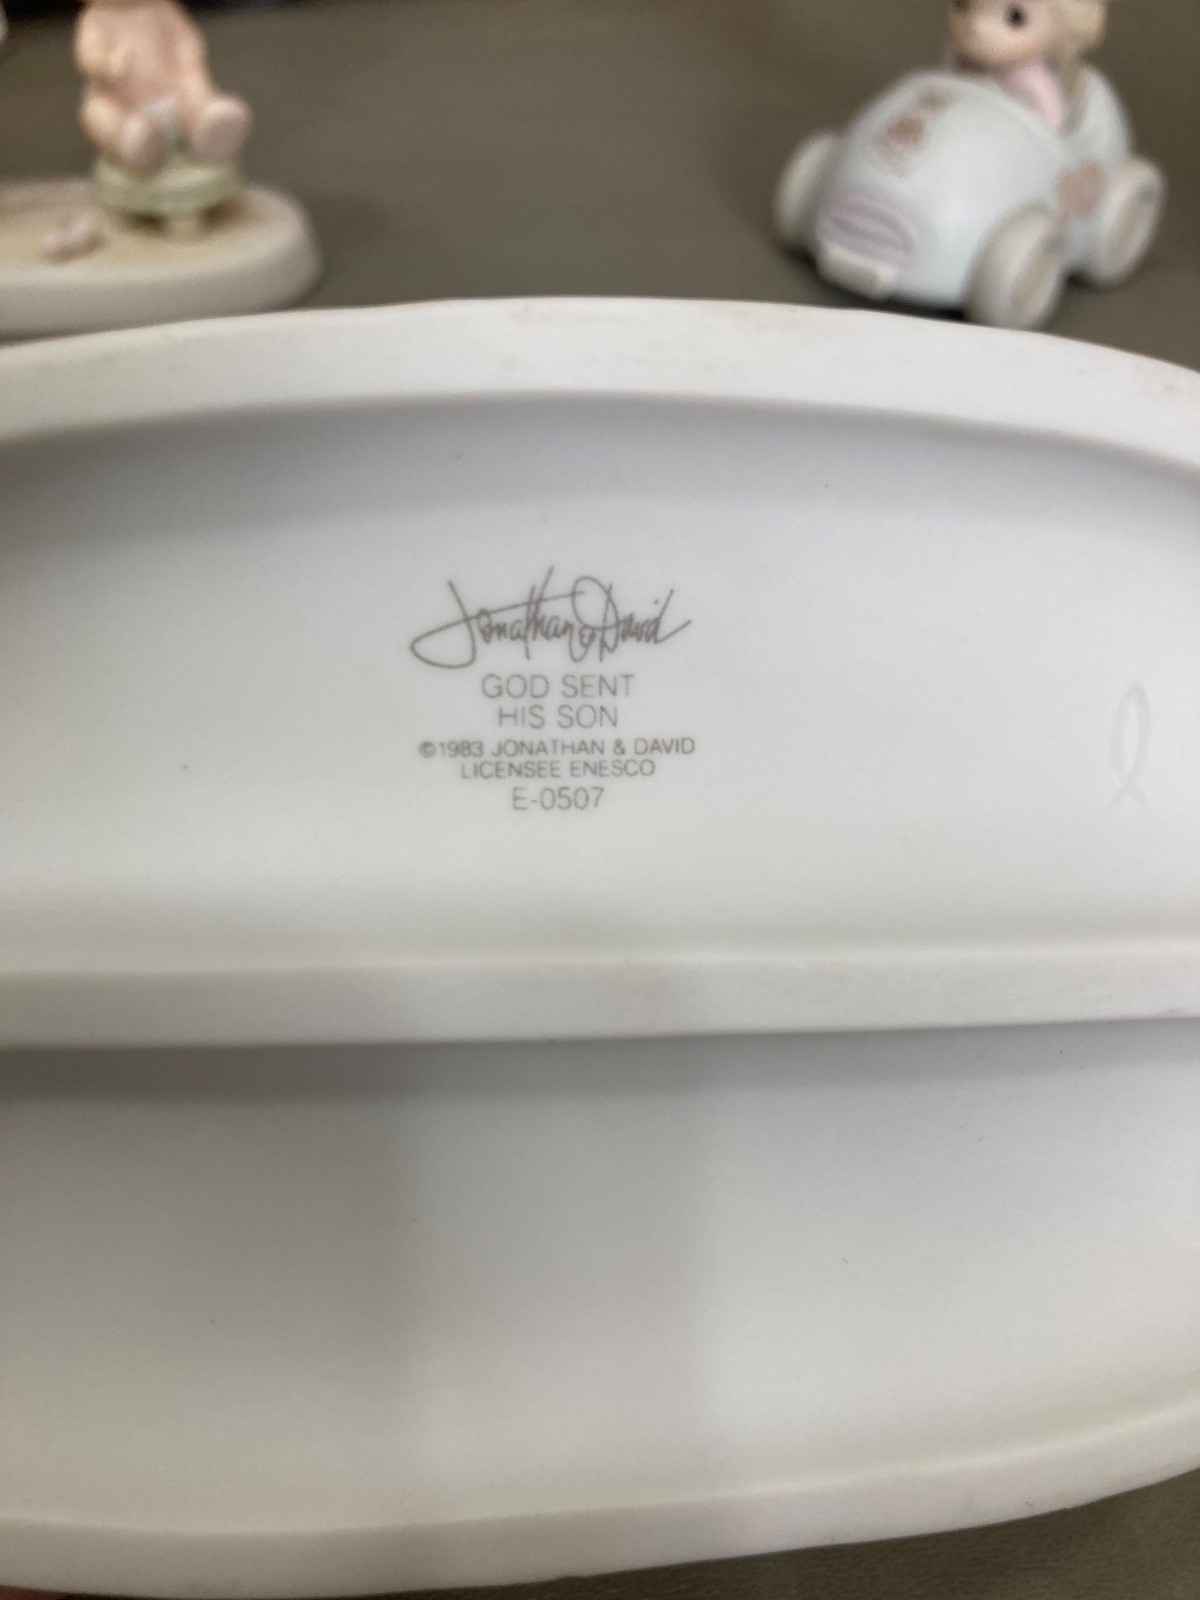 Jonathan & David
GOD SENT
HIS SON
©1983 JONATHAN & DAVID
LICENSEE ENESCO
E-0507